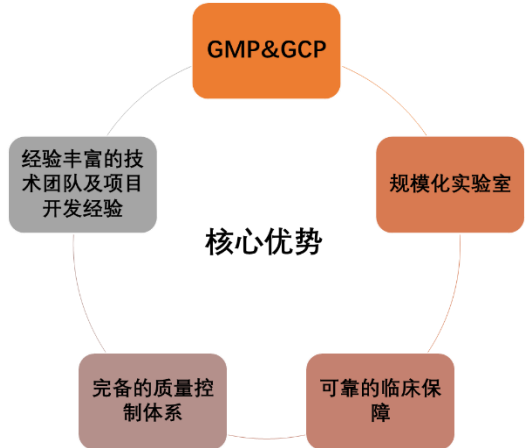 GMP&GCP
经验丰富的技
术团队及项目
开发经验
规模化实验室
核心优势
完备的质量控
制体系
可靠的临床保
障